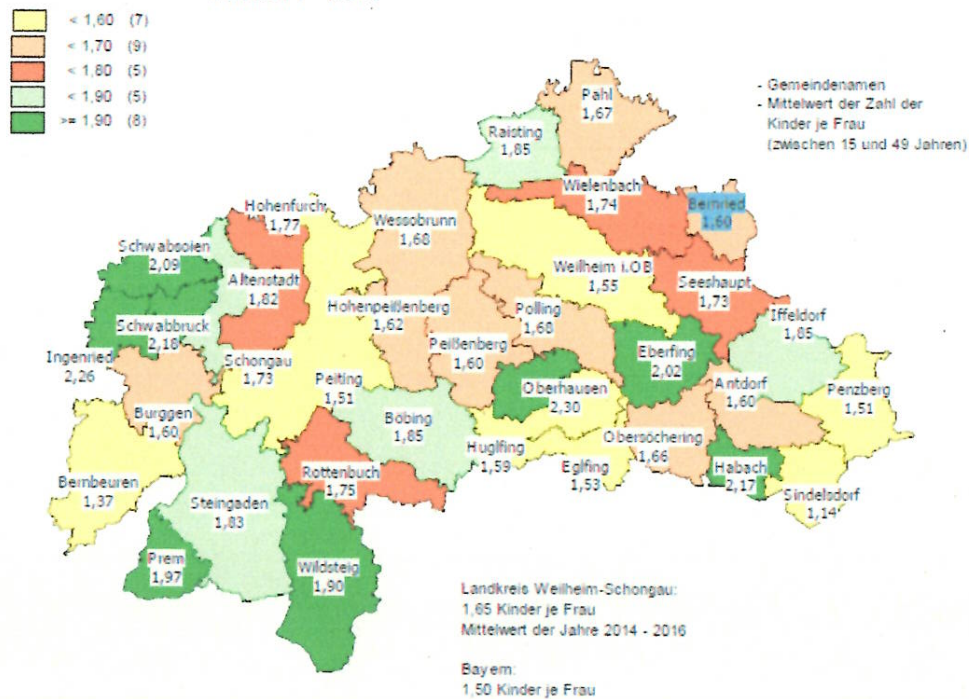 < 1,60 (7)
< 1,70 (9)
< 1,80 (5)
< 1,90 (5)
>= 1,90 (8)
- Gemeindenamen
- Mittelwert der Zahl der
Kinder je Frau
(zwischen 15 und 49 Jahren)
Pähl
1,67
Raisting
1,85
Wielenbach
1,74
Bernried
1,60
Hohenfurch
1,77
Wessobrunn
1,68
Schwabsoien
2,09
Altenstadt
1,82
Weilheim i.OB
1,55
Seeshaupt
1,73
Iffeldorf
1,85
Hohenpeißenberg
1,62
Polling
1,68
Schwabbruck
2,18
Peißenberg
1,60
Eberfing
2,02
Ingenried
2,26
Schongau
1,73
Peiting
1,51
Oberhausen
2,30
Antdorf
1,60
Penzberg
1,51
Burggen
1,60
Böbing
1,85
Huglfing
1,59
Obersöchering
1,66
Eglfing
1,53
Habach
2,17
Sindelsdorf
1,14
Bernbeuren
1,37
Rottenbuch
1,75
Steingaden
1,83
Prem
1,97
Wildsteig
1,90
Landkreis Weilheim-Schongau:
1,65 Kinder je Frau
Mittelwert der Jahre 2014 - 2016
Bayern:
1,50 Kinder je Frau